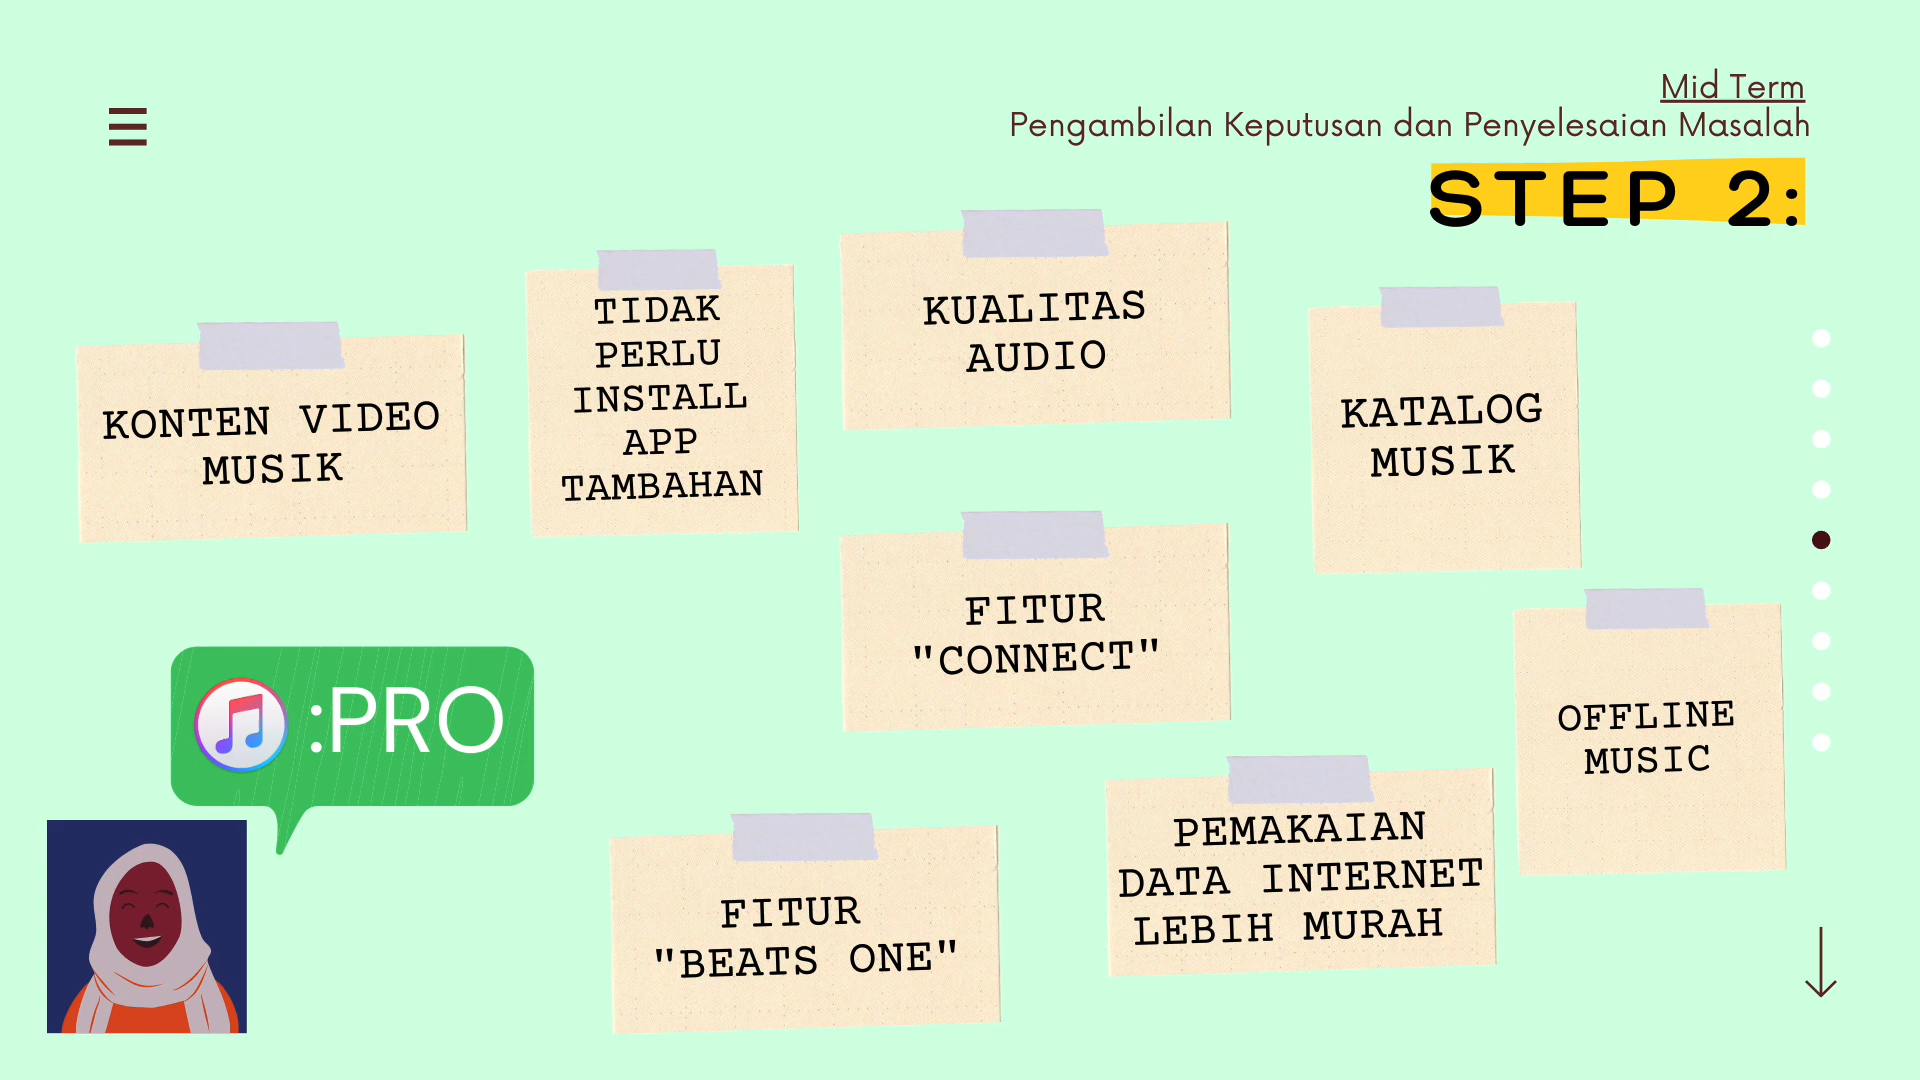 Mid Term
Pengambilan Keputusan dan Penyelesaian Masalah
STEP 2:
KONTEN VIDEO
MUSIK
TIDAK
PERLU
INSTALL
APP
TAMBAHAN
KUALITAS
AUDIO
KATALOG
MUSIK
FITUR
"CONNECT"
:PRO
OFFLINE
MUSIC
FITUR
"BEATS ONE"
PEMAKAIAN
DATA INTERNET
LEBIH MURAH